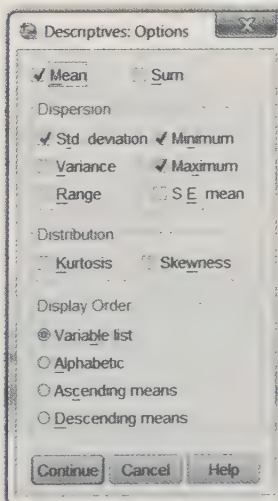 Descriptives: Options
Mean Sum
Dispersion
Std deviation Minimum
Variance Maximum
Range S E mean
Distribution
Kurtosis Skewness
Display Order
Variable list
Alphabetic
Ascending means
Descending means
Continue Cancel Help